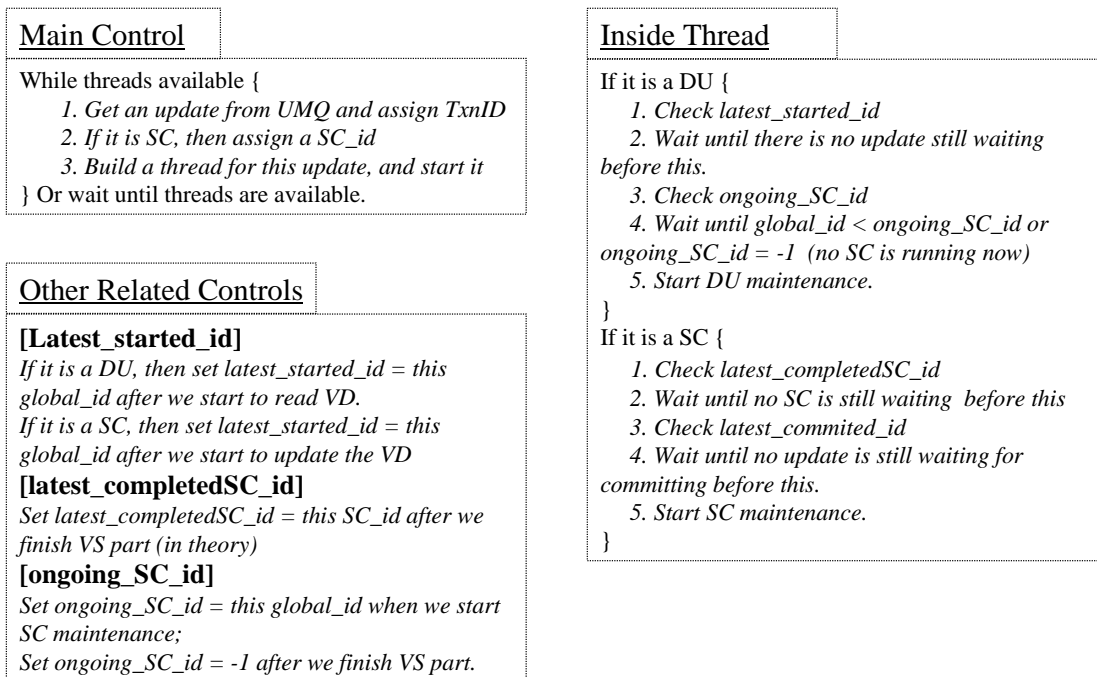 Main Control
While threads available {
1. Get an update from UMQ and assign TxnID
2. If it is SC, then assign a SC_id
3. Build a thread for this update, and start it
} Or wait until threads are available.
Other Related Controls
[Latest_started_id]
If it is a DU, then set latest_started_id = this
global_id after we start to read VD.
If it is a SC, then set latest_started_id = this
global_id after we start to update the VD
[latest_completedSC_id]
Set latest_completedSC_id = this SC_id after we
finish VS part (in theory)
[ongoing_SC_id]
Set ongoing_SC_id = this global_id when we start
SC maintenance;
Set ongoing_SC_id = -1 after we finish VS part.
Inside Thread
If it is a DU {
1. Check latest_started_id
2. Wait until there is no update still waiting
before this.
3. Check ongoing_SC_id
4. Wait until global_id < ongoing_SC_id or
ongoing_SC_id = -1 (no SC is running now)
5. Start DU maintenance.
}
If it is a SC {
1. Check latest_completedSC_id
2. Wait until no SC is still waiting before this
3. Check latest_commited_id
4. Wait until no update is still waiting for
committing before this.
5. Start SC maintenance.
}